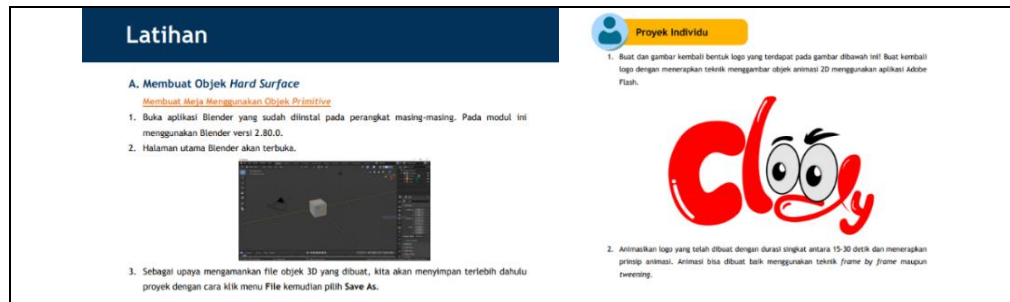 Latihan
A. Membuat Objek Hard Surface
Membuat Meja Menggunakan Objek Primitive
1. Buka aplikasi Blender yang sudah diinstal pada perangkat masing-masing. Pada modul ini
menggunakan Blender versi 2.80.0.
2. Halaman utama Blender akan terbuka.
3. Sebagai upaya mengamankan file objek 3D yang dibuat, kita akan menyimpan terlebih dahulu
proyek dengan cara klik menu File kemudian pilih Save As.
Proyek Individu
1. Buat dan gambar kembali bentuk logo yang terdapat pada gambar dibawah ini! Buat kembali
logo dengan menerapkan teknik menggambar objek animasi 2D menggunakan aplikasi Adobe
Flash.
Clooy
2. Animasikan logo yang telah dibuat dengan durasi singkat antara 15-30 detik dan menerapkan
prinsip animasi. Animasi bisa dibuat baik menggunakan teknik frame by frame maupun
tweening.